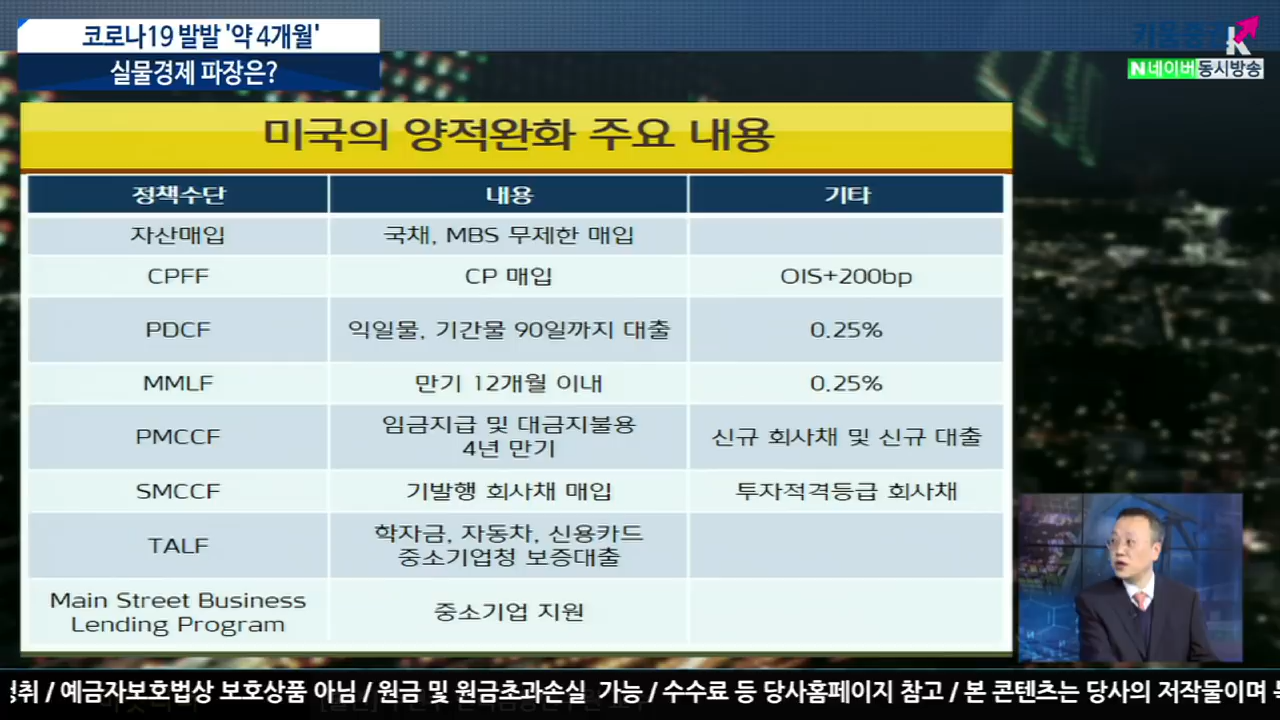 코로나19 발발 '약 4개월'
실물경제 파장은?
키움증권
N 네이버 동시방송
미국의 양적완화 주요 내용
정책수단 내용 기타
자산매입 국채, MBS 무제한 매입
CPFF CP 매입 OIS+200bp
PDCF 익일물, 기간물 90일까지 대출 0.25%
MMLF 만기 12개월 이내 0.25%
PMCCF 임금지급 및 대금지불용
4년 만기 신규 회사채 및 신규 대출
SMCCF 기발행 회사채 매입 투자적격등급 회사채
TALF 학자금, 자동차, 신용카드
중소기업청 보증대출
Main Street Business
Lending Program 중소기업 지원
취 / 예금자보호법상 보호상품 아님 / 원금 및 원금초과손실 가능 / 수수료 등 당사홈페이지 참고 / 본 콘텐츠는 당사의 저작물이며